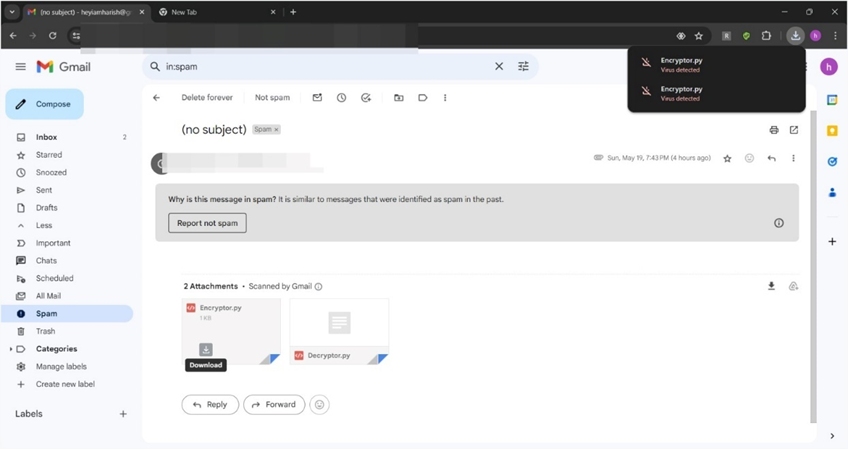 (no subject) - heyiamharish@g
New Tab
Encryptor.py
Virus detected
Encryptor.py
Virus detected
Gmail
in:spam
h
Compose
Delete forever
Not spam
Inbox 2
Starred
Snoozed
Sent
Drafts
Less
Important
Chats
Scheduled
All Mail
Spam
Trash
Categories
Manage labels
Create new label
Labels
(no subject) Spam ×
Sun, May 19, 7:43 PM (4 hours ago)
Why is this message in spam? It is similar to messages that were identified as spam in the past.
Report not spam
2 Attachments • Scanned by Gmail
Encryptor.py
1 KB
Download
Decryptor.py
Reply
Forward